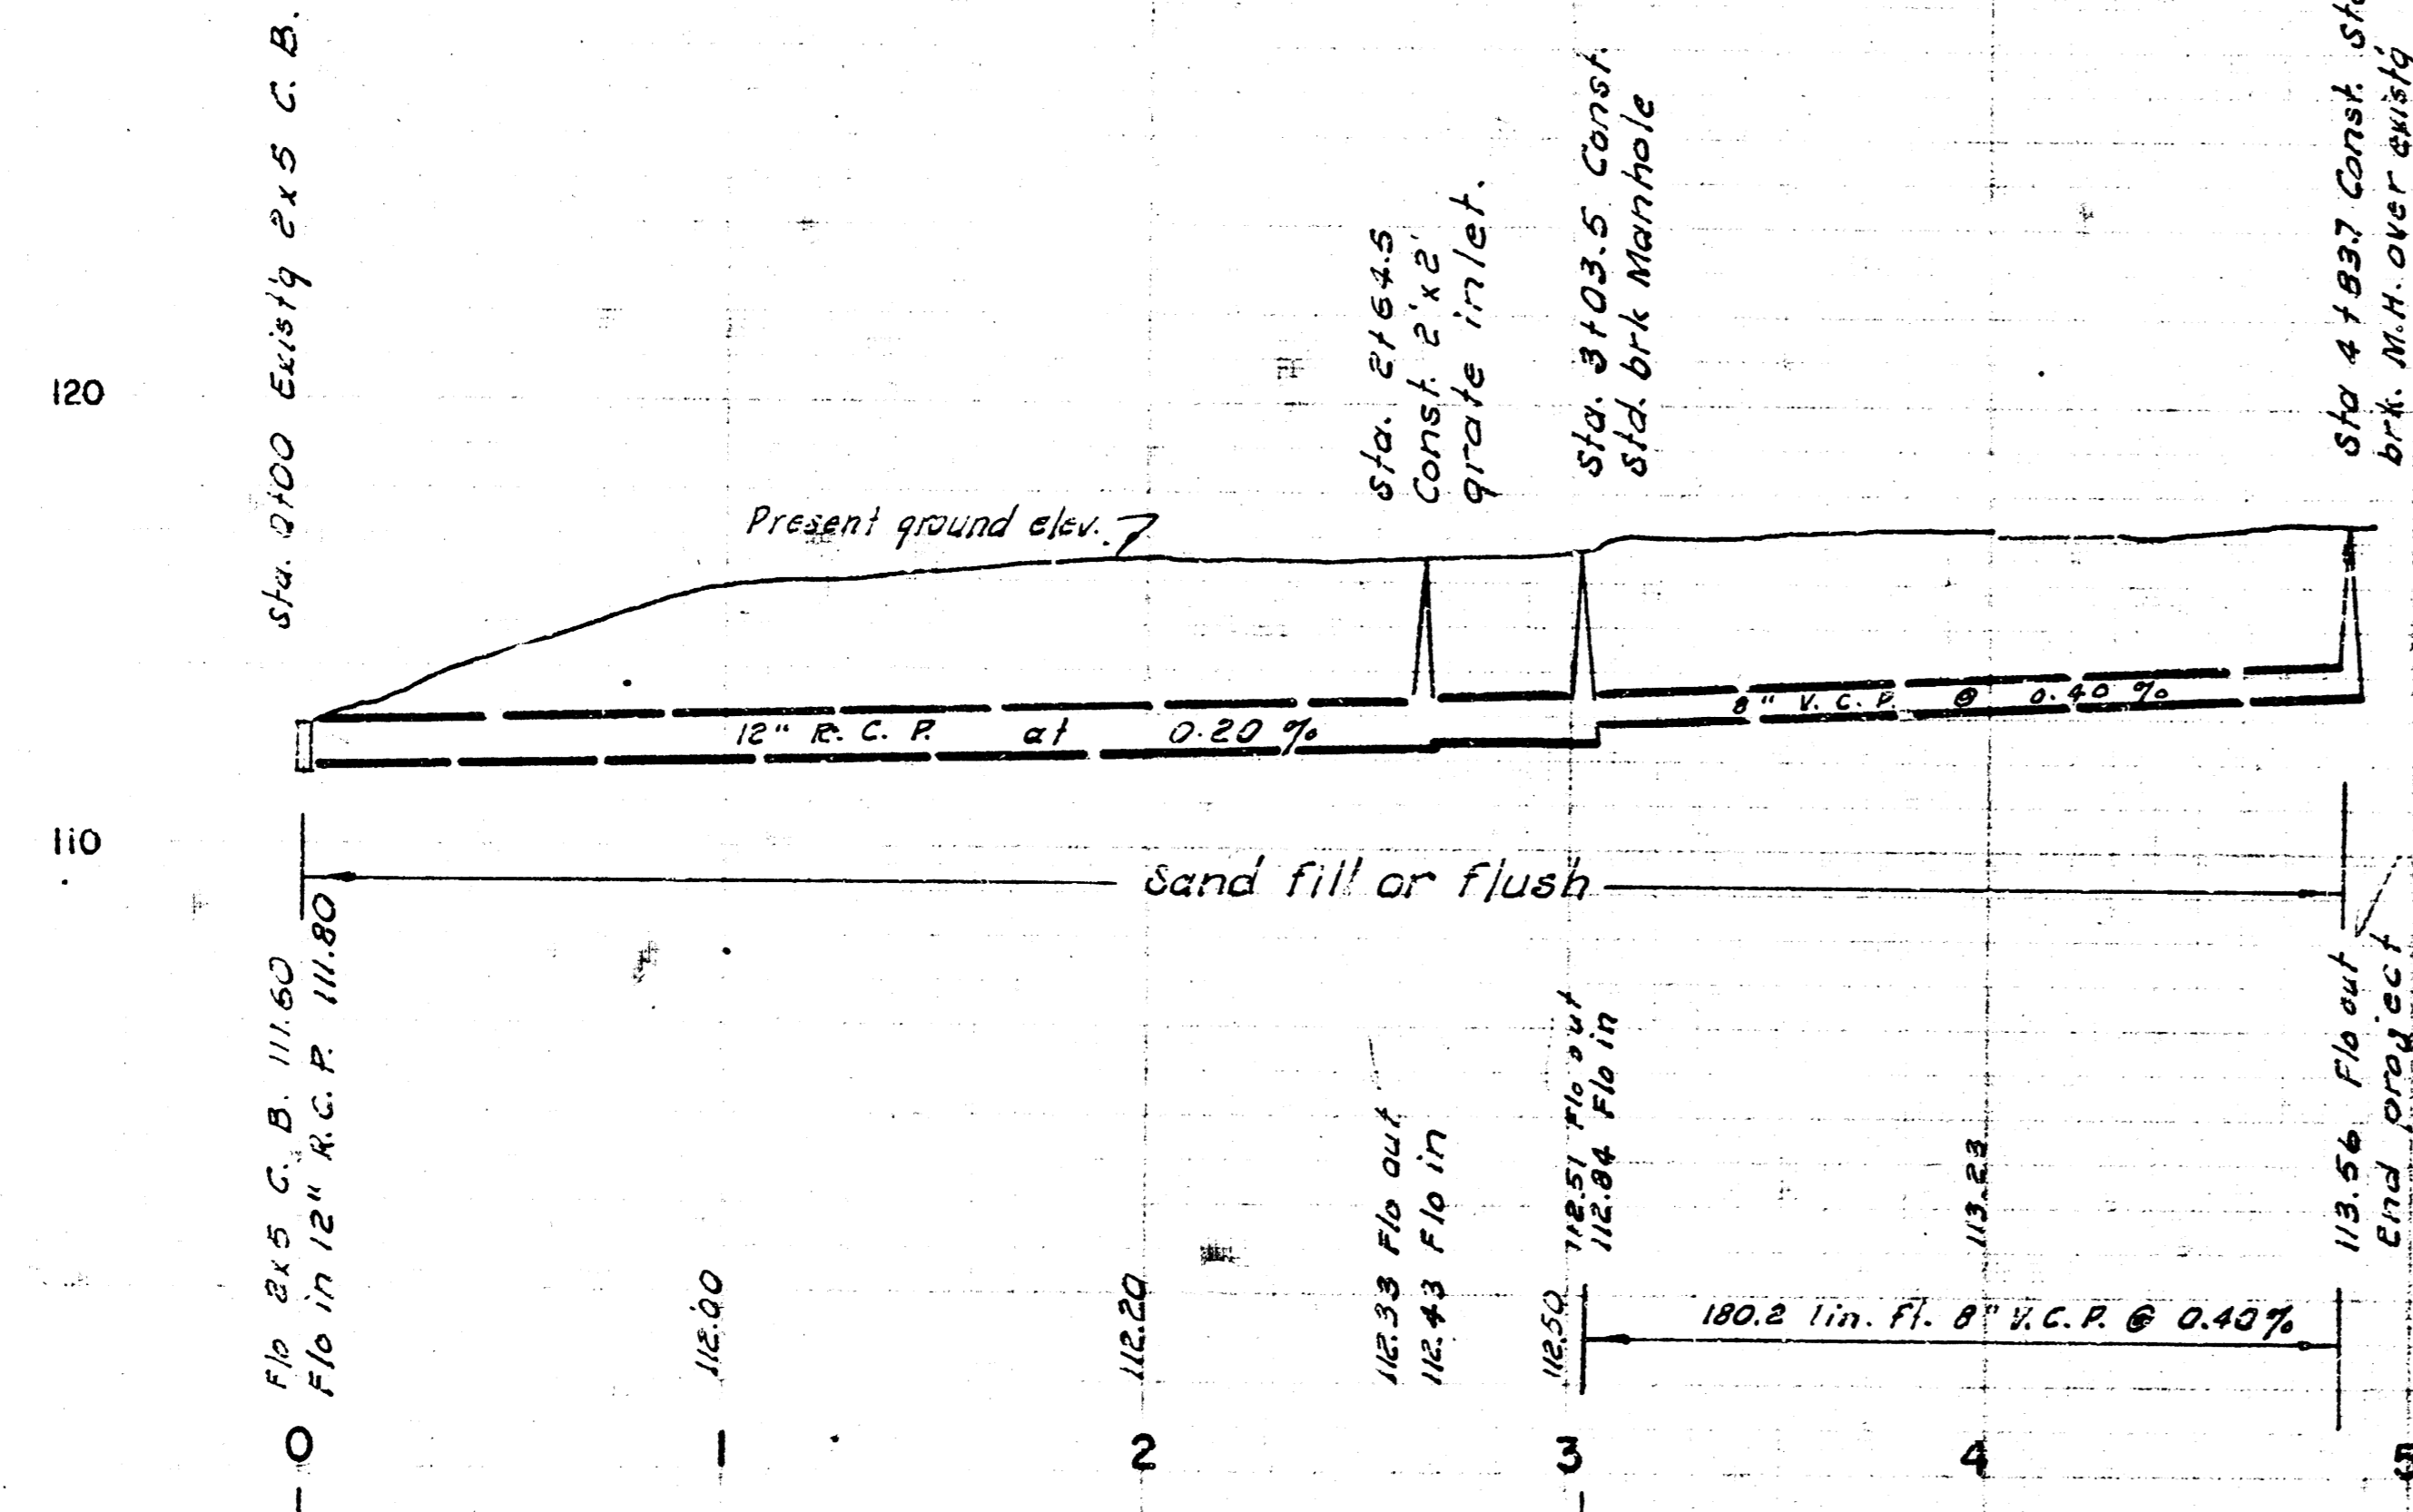 Sta. 0+00 Exist'g 2x5 C. B.
Sta. 2+64.5
Const. 2'x2'
grate inlet.
Sta. 3+03.5 Const.
Std. brk Manhole
Sta 4+83.7 Const.
brk. M.H. over exist'g
120
Present ground elev.
12" R. C. P. at 0.20 %
8" V. C. P. @ 0.40 %
110
Sand fill or flush
Flo 2x5 C. B. 111.60
Flo in 12" R.C. P. 111.80
112.00
112.20
112.33 Flo out
112.43 Flo in
112.50
112.51 Flo out
112.84 Flo in
113.23
113.56 Flo out
End project
180.2 lin. ft. 8" V.C.P. @ 0.40%
0 1 2 3 4 5